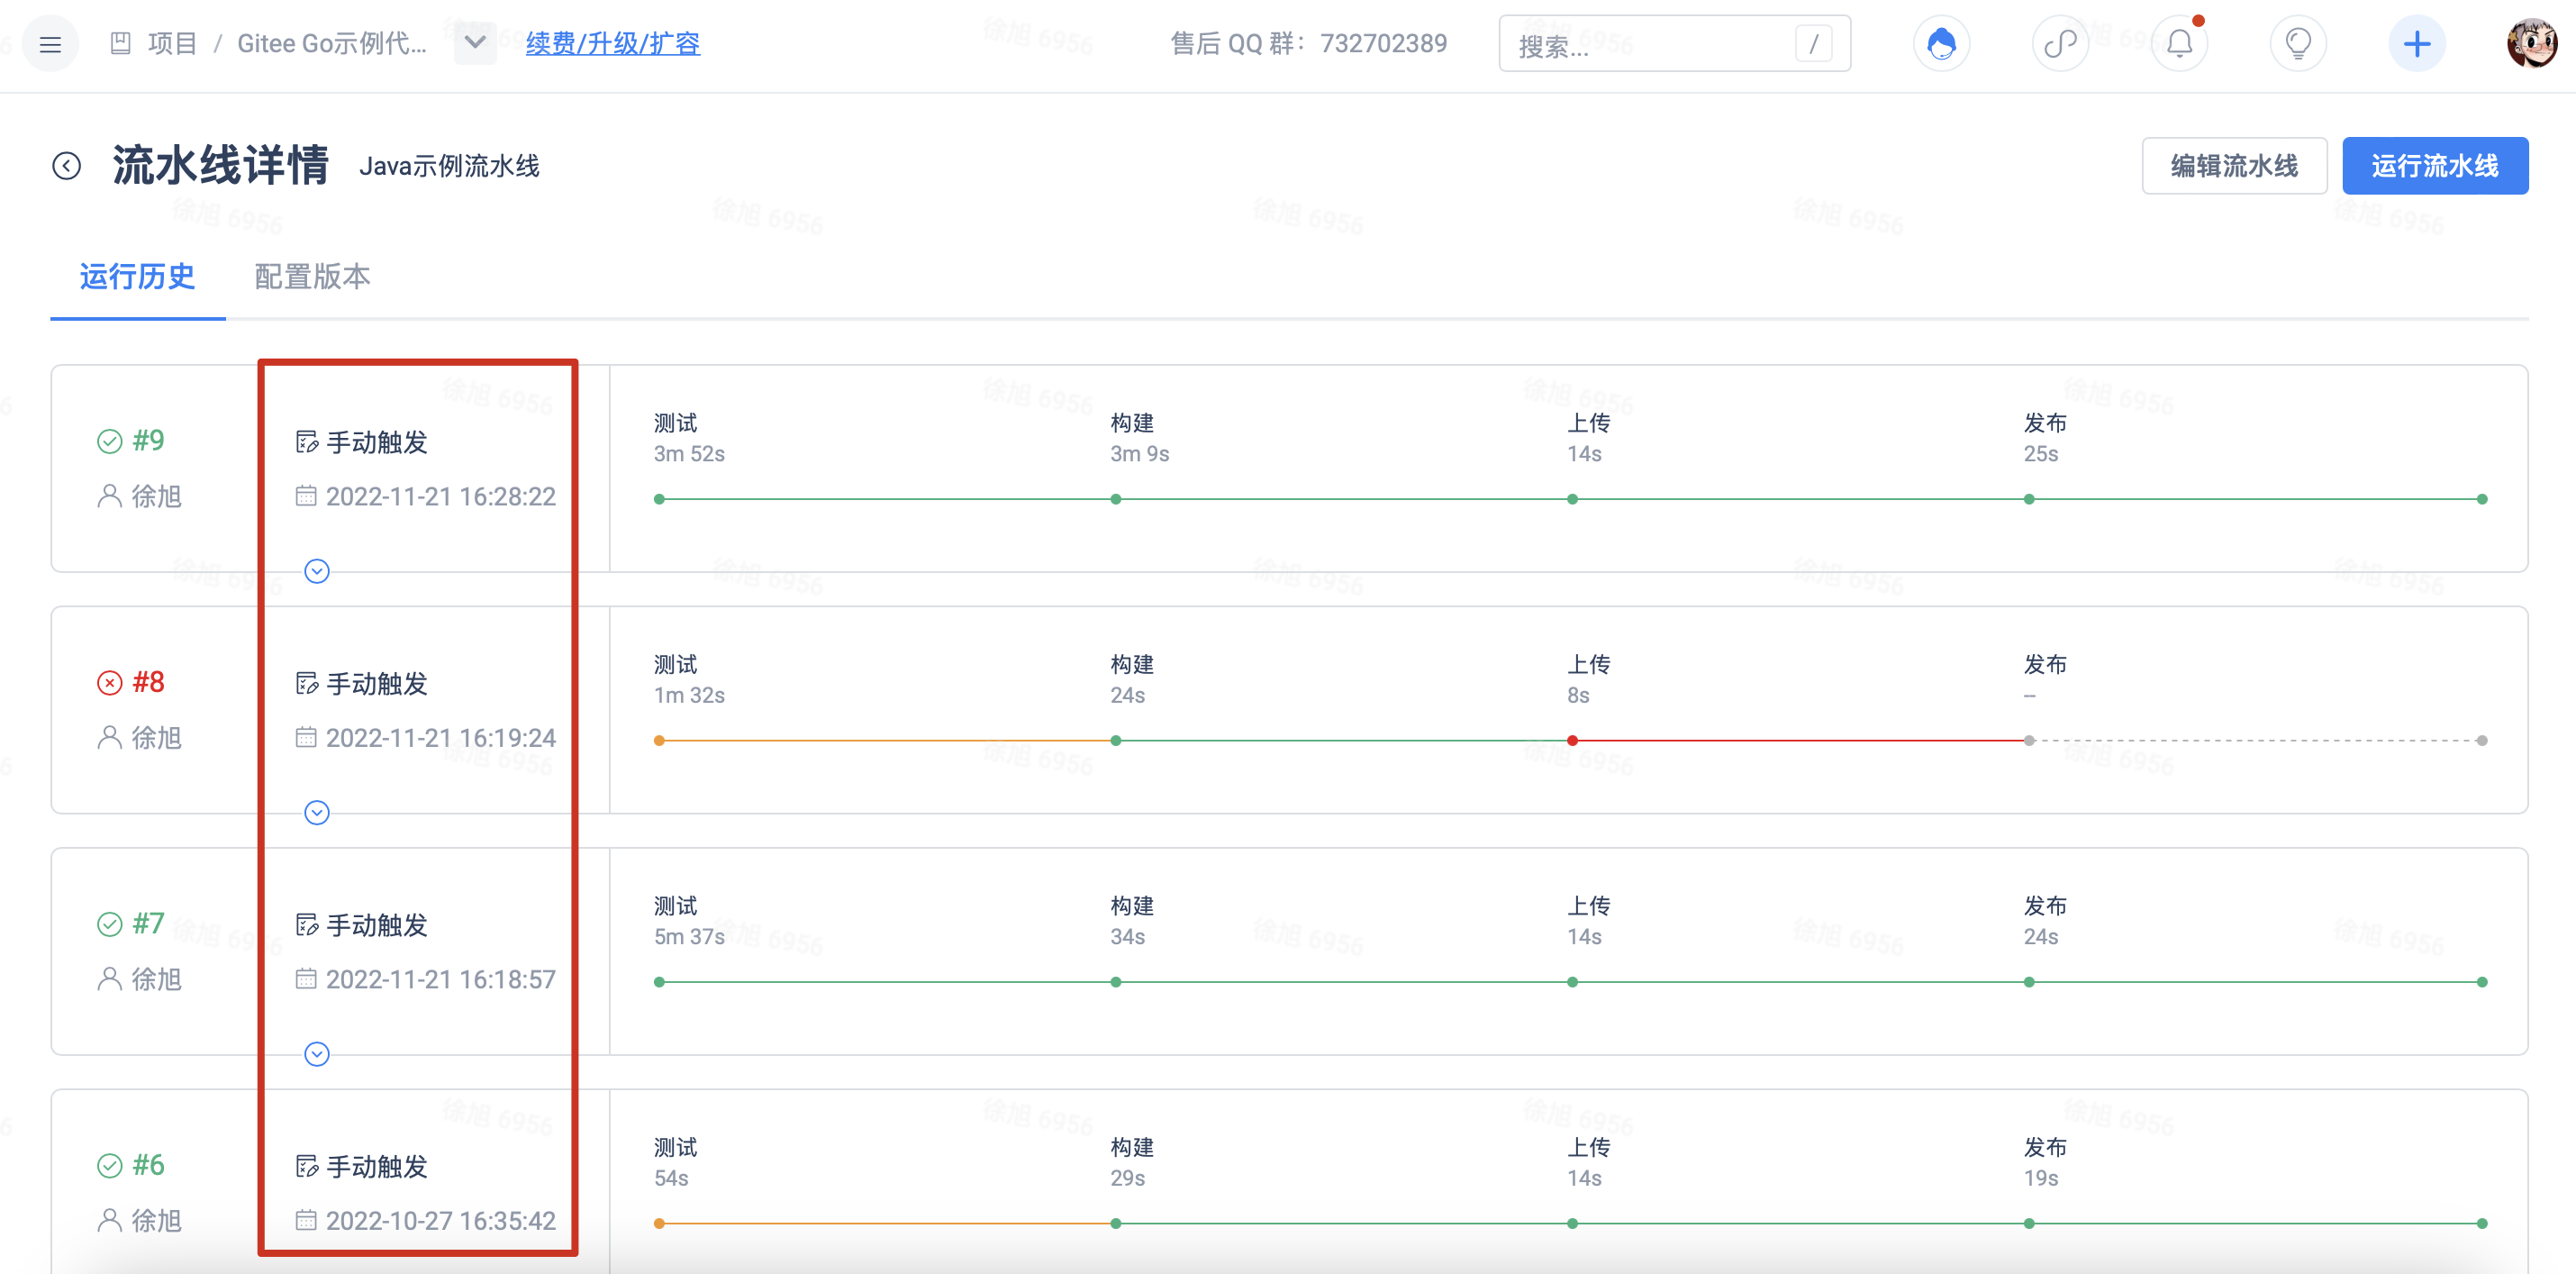 项目 / Gitee Go示例代... 续费/升级/扩容 售后 QQ 群：732702389 搜索... /
流水线详情 Java示例流水线 编辑流水线 运行流水线
运行历史 配置版本
#9 手动触发
徐旭 2022-11-21 16:28:22
测试 构建 上传 发布
3m 52s 3m 9s 14s 25s
#8 手动触发
徐旭 2022-11-21 16:19:24
测试 构建 上传 发布
1m 32s 24s 8s --
#7 手动触发
徐旭 2022-11-21 16:18:57
测试 构建 上传 发布
5m 37s 34s 14s 24s
#6 手动触发
徐旭 2022-10-27 16:35:42
测试 构建 上传 发布
54s 29s 14s 19s
徐旭 6956